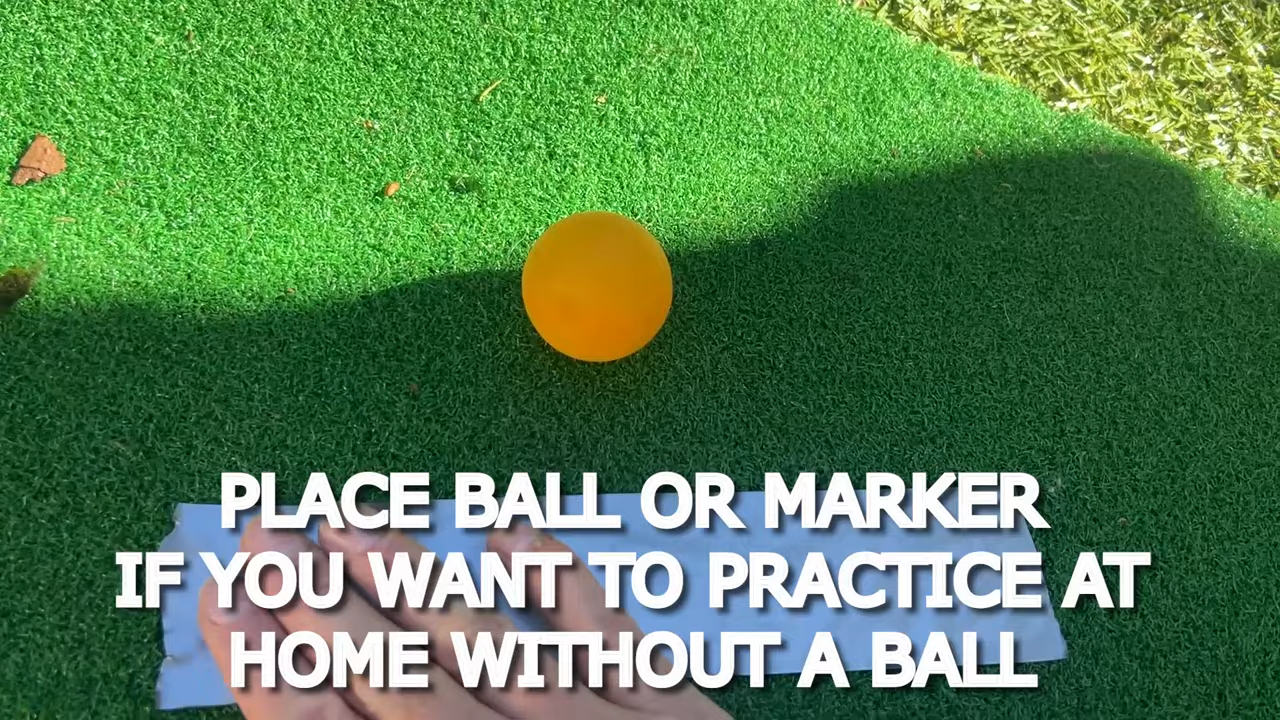 PLACE BALL OR MARKER
IF YOU WANT TO PRACTICE AT
HOME WITHOUT A BALL